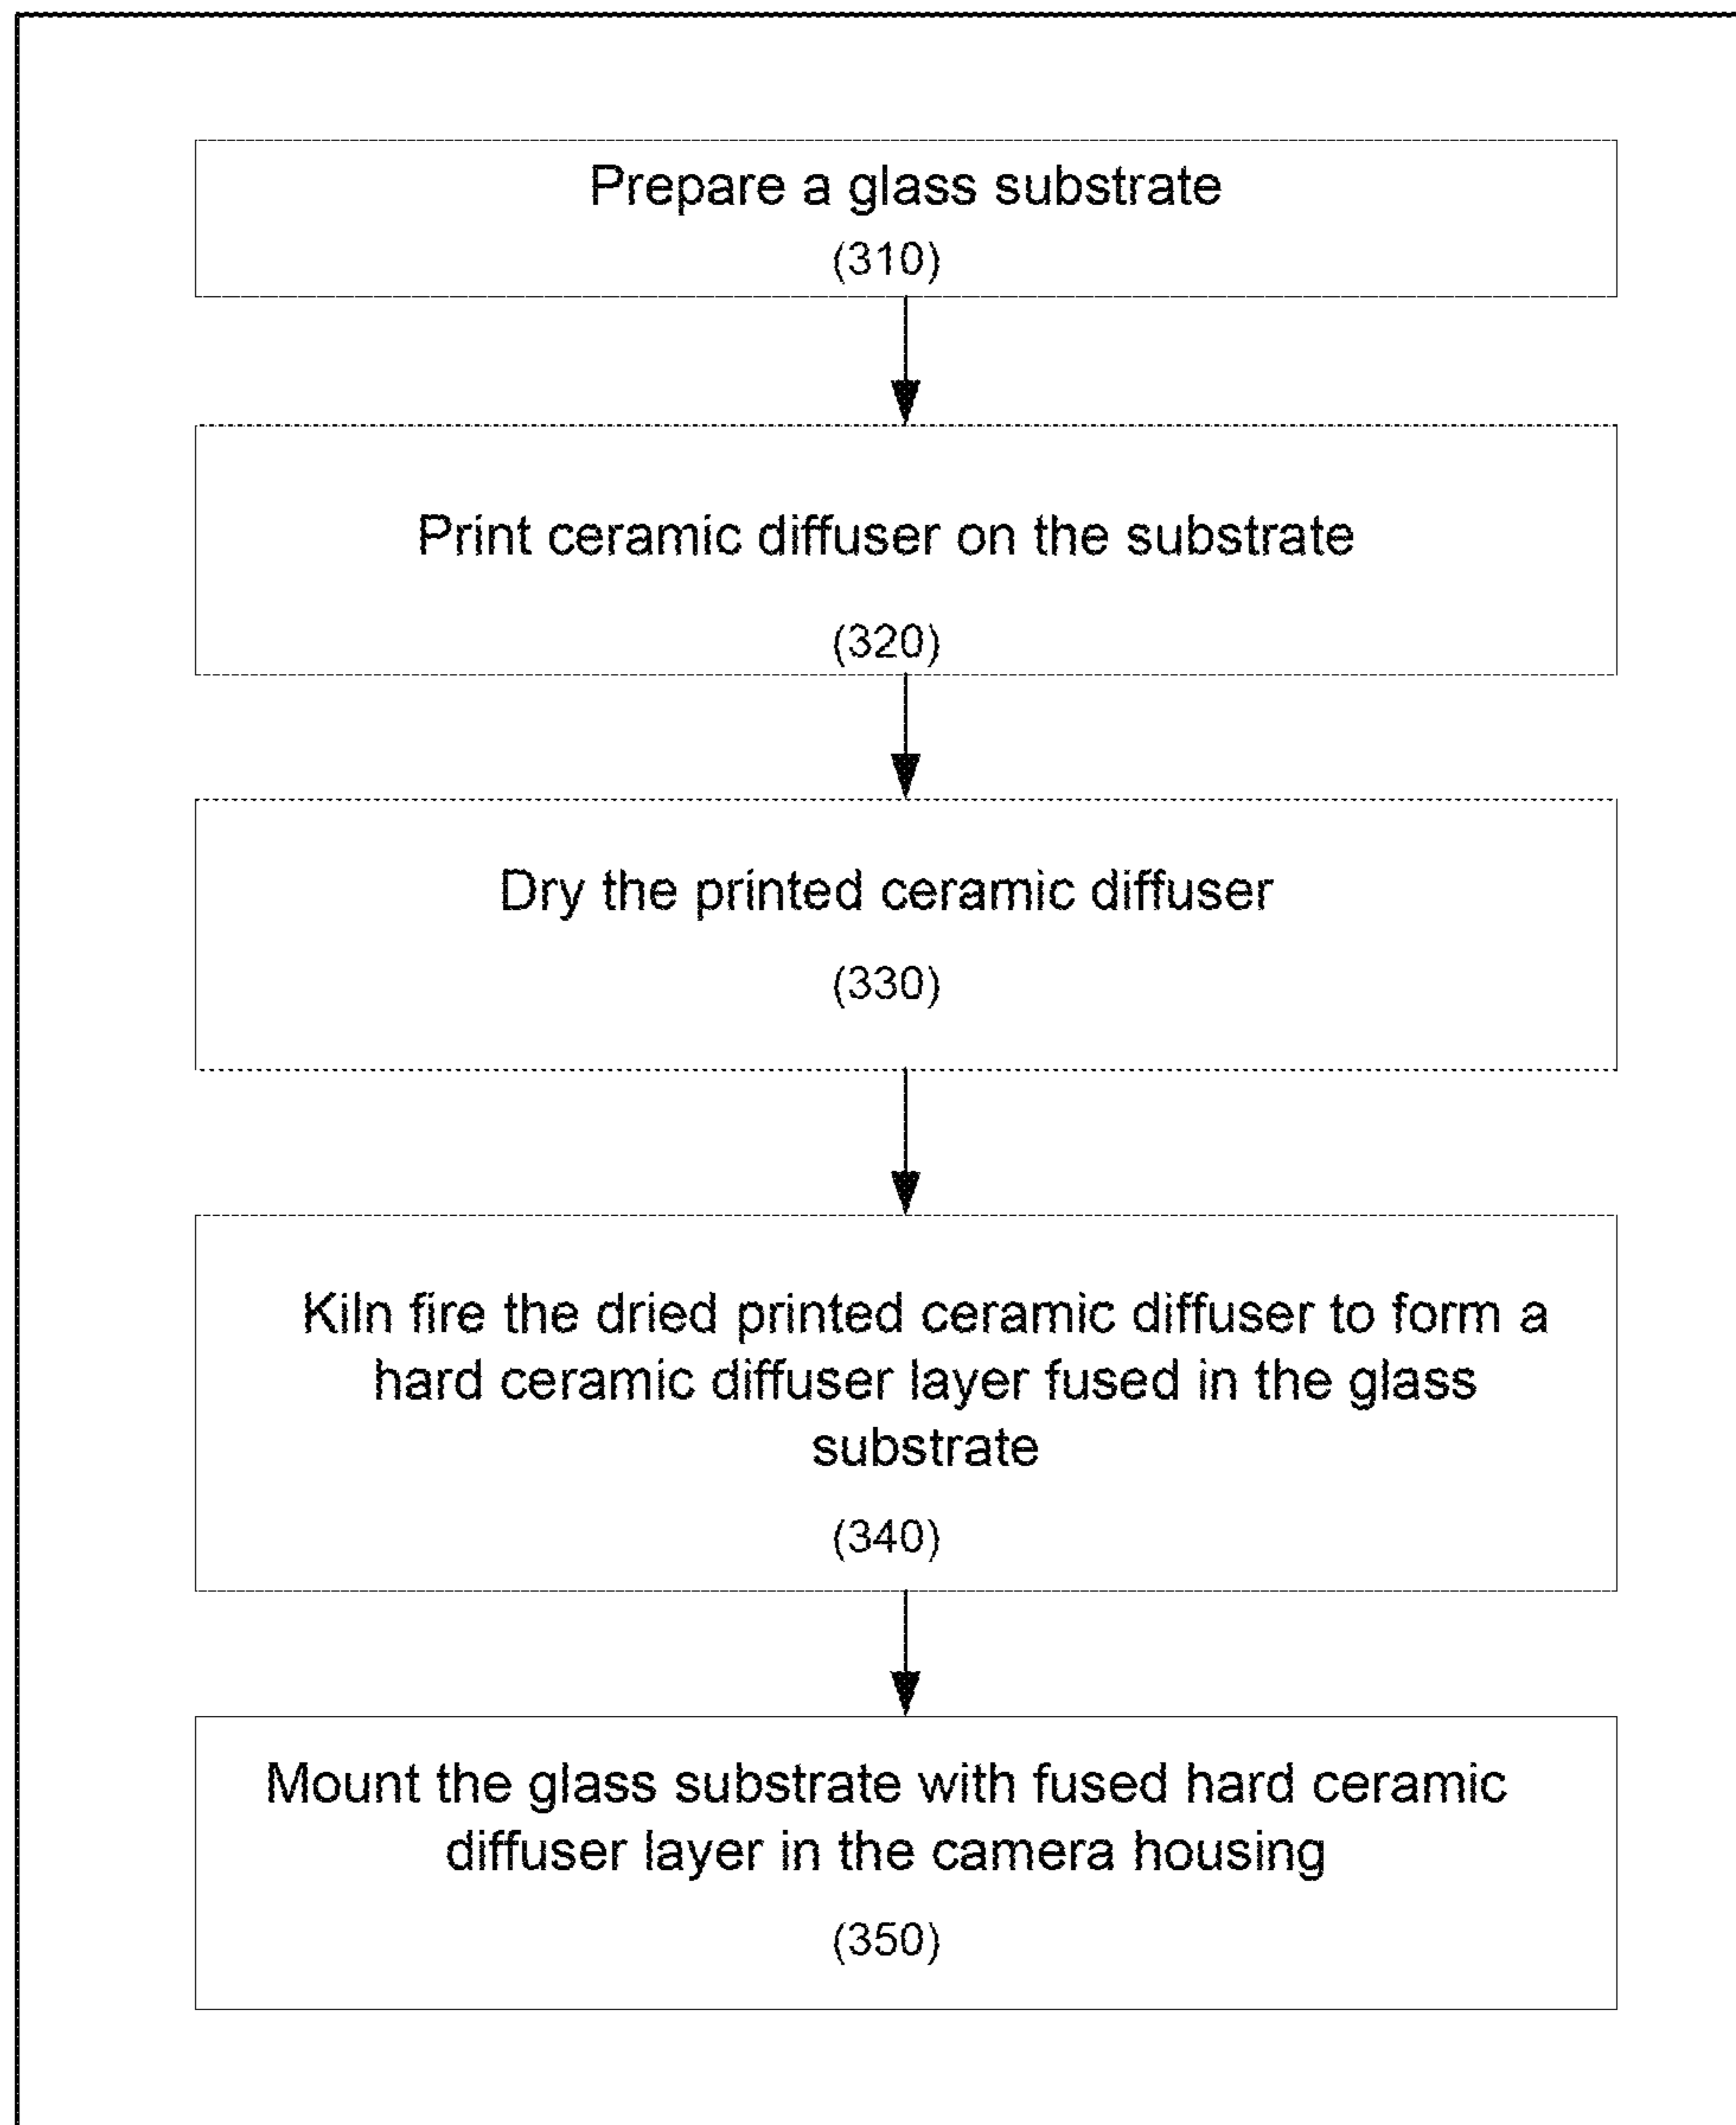 Prepare a glass substrate
(310)
Print ceramic diffuser on the substrate
(320)
Dry the printed ceramic diffuser
(330)
Kiln fire the dried printed ceramic diffuser to form a
hard ceramic diffuser layer fused in the glass
substrate
(340)
Mount the glass substrate with fused hard ceramic
diffuser layer in the camera housing
(350)